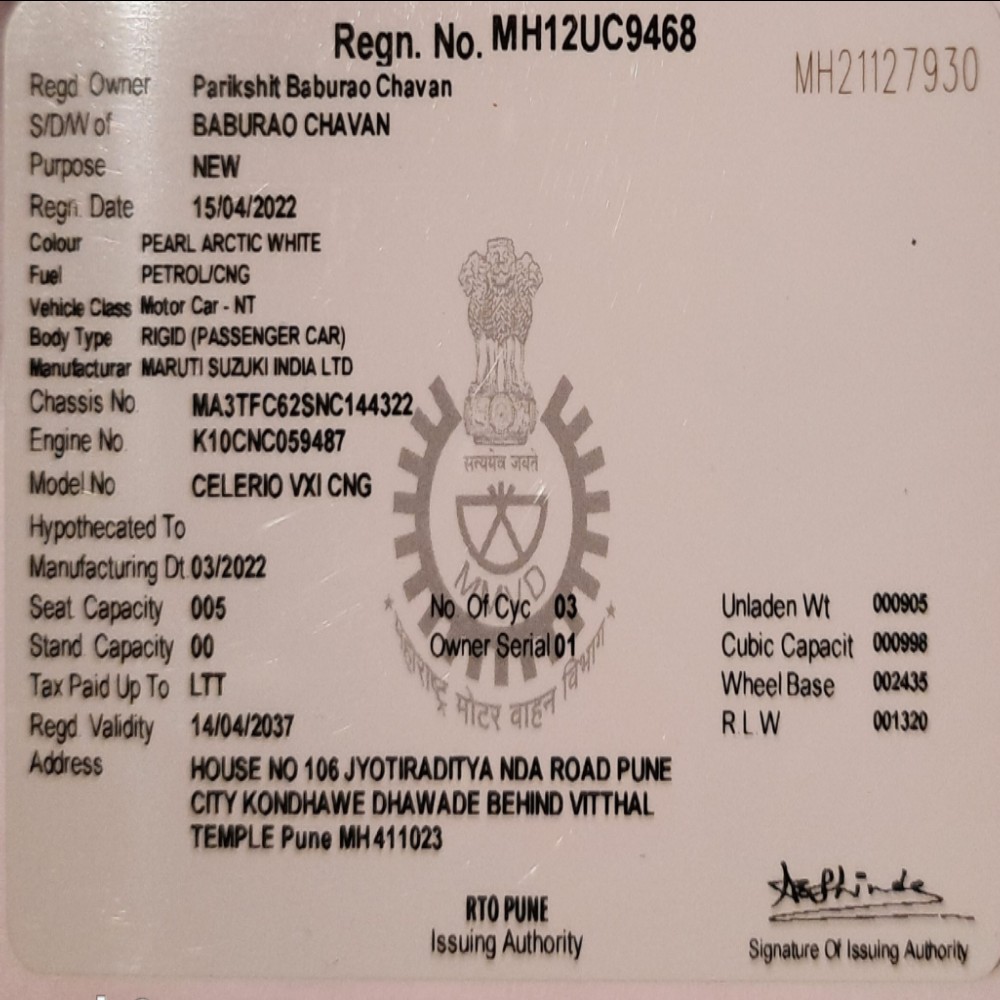 Regn. No. MH12UC9468
MH21127930
Regd Owner Parikshit Baburao Chavan
S/D/W of BABURAO CHAVAN
Purpose NEW
Regn. Date 15/04/2022
Colour PEARL ARCTIC WHITE
Fuel PETROL/CNG
Vehicle Class Motor Car - NT
Body Type RIGID (PASSENGER CAR)
Manufacturar MARUTI SUZUKI INDIA LTD
Chassis No. MA3TFC62SNC144322
Engine No. K10CNC059487
सत्यमेव जयते
Model No CELERIO VXI CNG
Hypothecated To
Manufacturing Dt. 03/2022
MMVD
Seat Capacity 005 No. Of Cyc 03 Unladen Wt 000905
Stand Capacity 00 Owner Serial 01 Cubic Capacit 000998
Tax Paid Up To LTT Wheel Base 002435
महाराष्ट्र मोटर वाहन विभाग
Regd. Validity 14/04/2037 R.L.W 001320
Address HOUSE NO 106 JYOTIRADITYA NDA ROAD PUNE
CITY KONDHAWE DHAWADE BEHIND VITTHAL
TEMPLE Pune MH 411023
RTO PUNE
Issuing Authority
Signature Of Issuing Authority